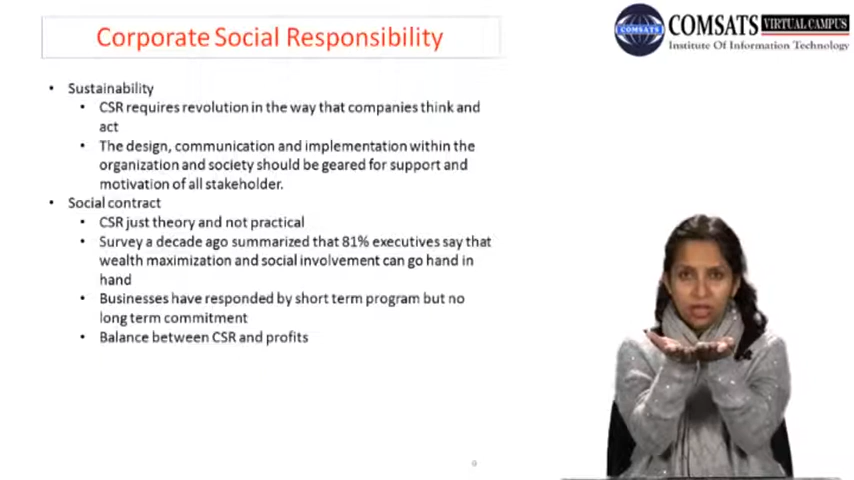 Corporate Social Responsibility
COMSATS
COMSATS VIRTUAL CAMPUS
Institute Of Information Technology
• Sustainability
• CSR requires revolution in the way that companies think and
act
• The design, communication and implementation within the
organization and society should be geared for support and
motivation of all stakeholder.
• Social contract
• CSR just theory and not practical
• Survey a decade ago summarized that 81% executives say that
wealth maximization and social involvement can go hand in
hand
• Businesses have responded by short term program but no
long term commitment
• Balance between CSR and profits
9